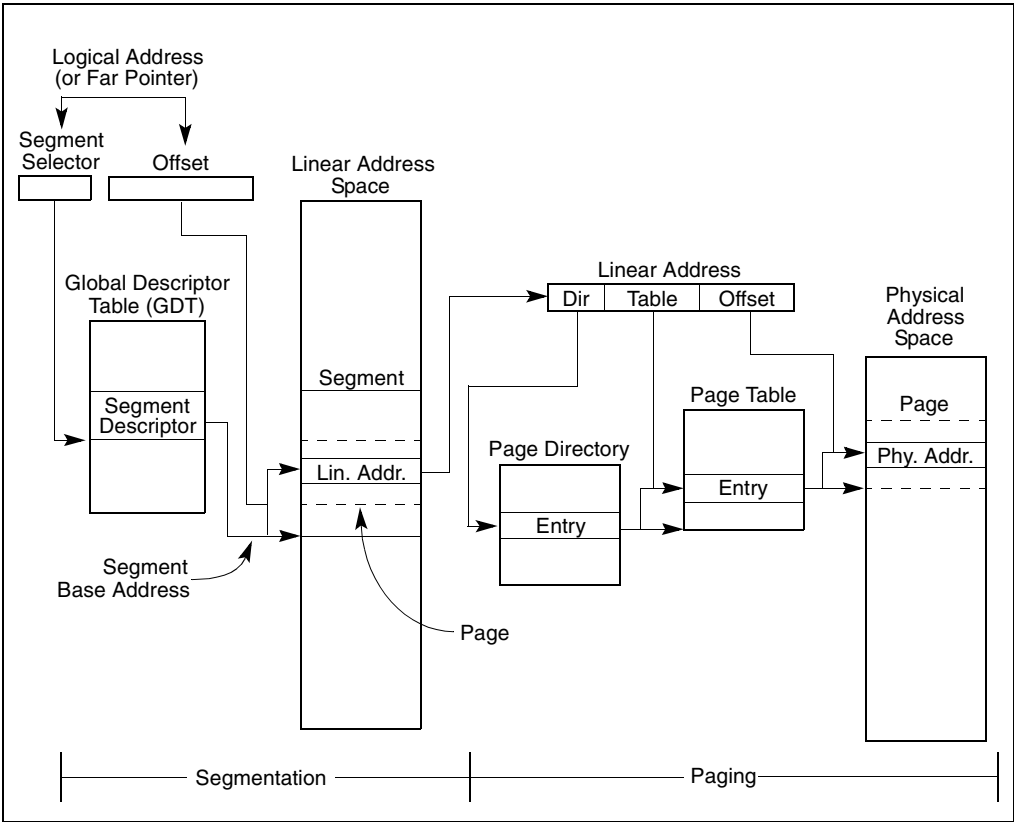 Logical Address
(or Far Pointer)
Segment
Selector
Offset
Linear Address
Space
Global Descriptor
Table (GDT)
Segment
Descriptor
Segment
Lin. Addr.
Segment
Base Address
Page
Linear Address
Dir
Table
Offset
Physical
Address
Space
Page Table
Page
Page Directory
Phy. Addr.
Entry
Entry
Segmentation
Paging